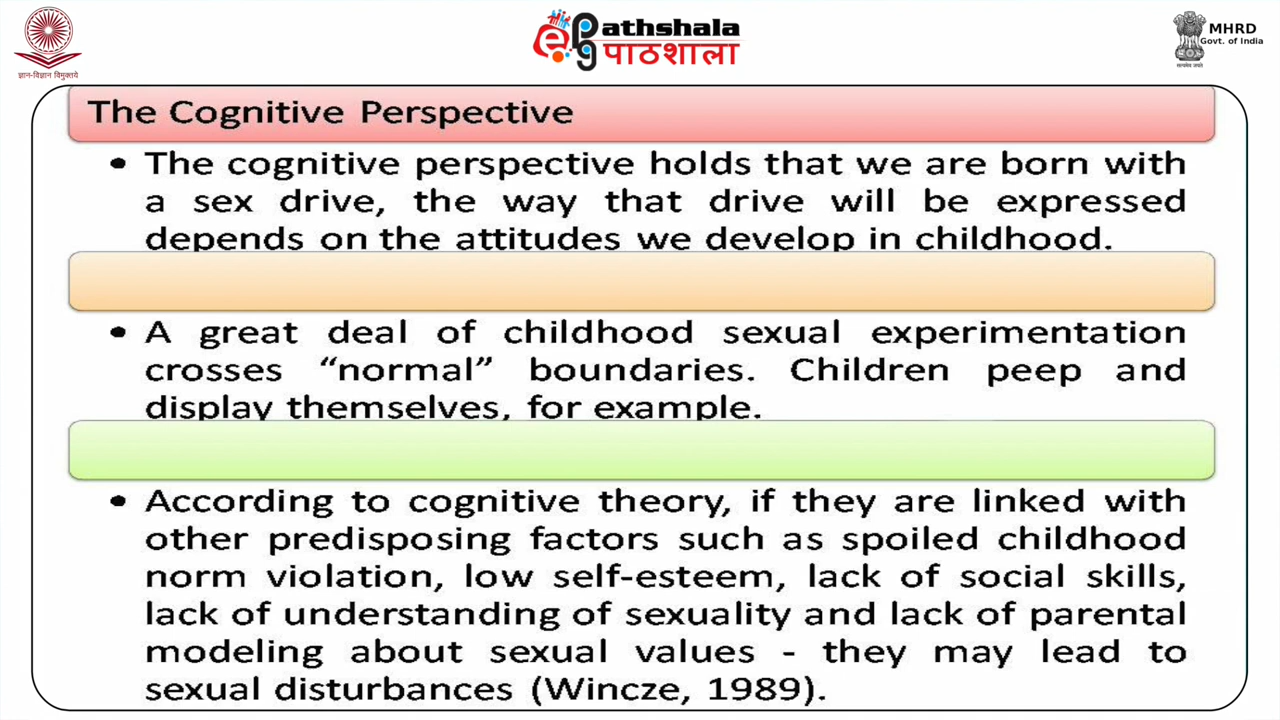 ज्ञान-विज्ञान विमुक्तये
ePG athshala
पाठशाला
MHRD
Govt. of India
सत्यमेव जयते
The Cognitive Perspective
• The cognitive perspective holds that we are born with
a sex drive, the way that drive will be expressed
depends on the attitudes we develop in childhood.
• A great deal of childhood sexual experimentation
crosses “normal” boundaries. Children peep and
display themselves, for example.
• According to cognitive theory, if they are linked with
other predisposing factors such as spoiled childhood
norm violation, low self-esteem, lack of social skills,
lack of understanding of sexuality and lack of parental
modeling about sexual values - they may lead to
sexual disturbances (Wincze, 1989).